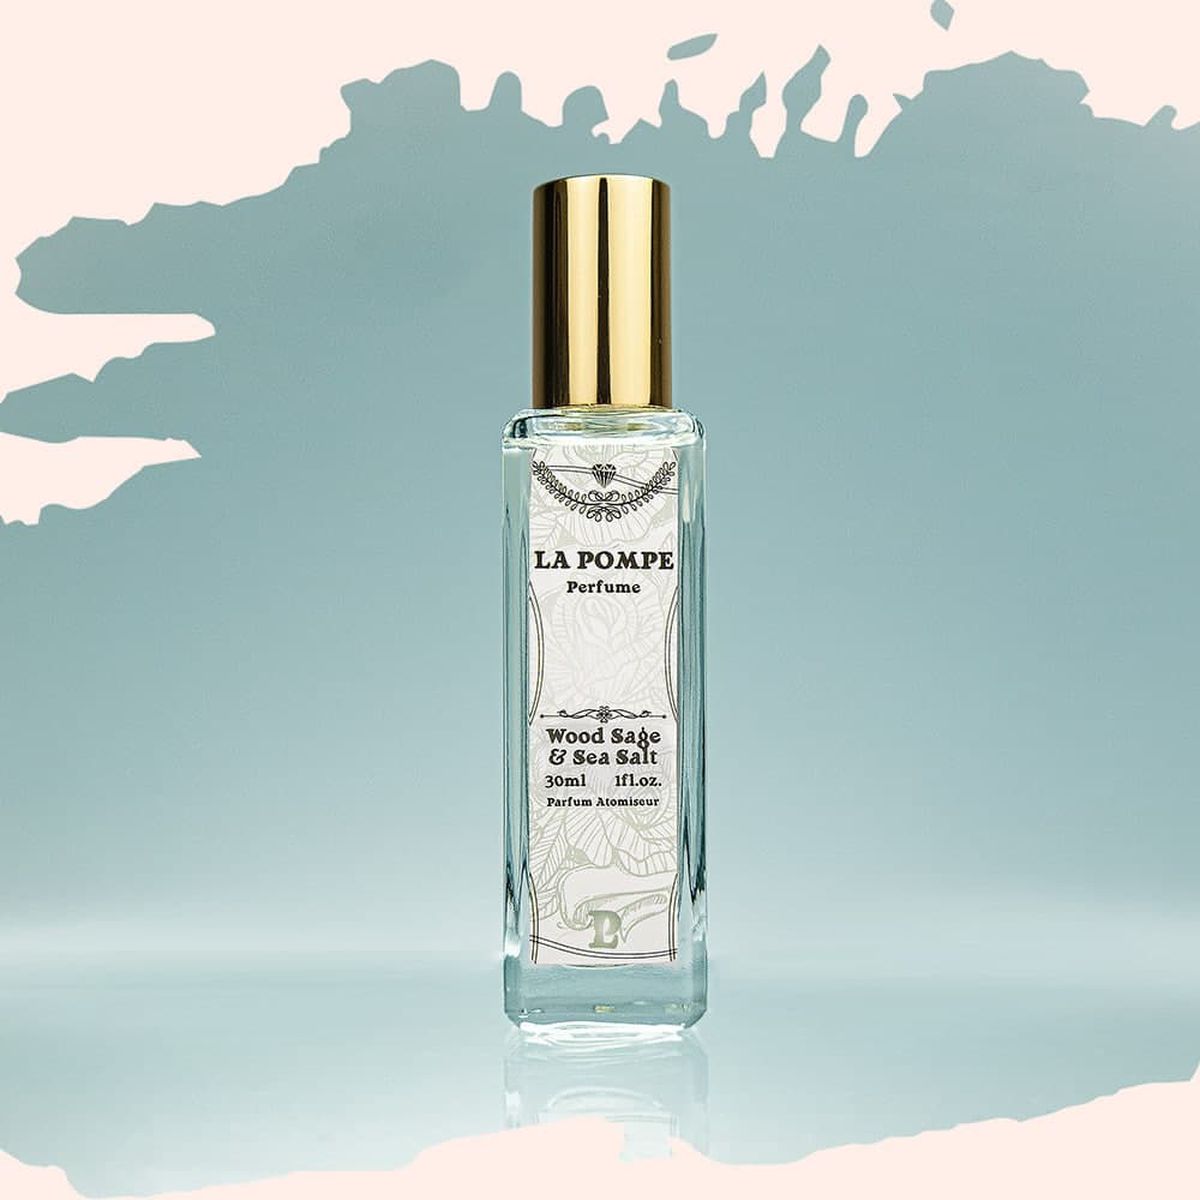 LA POMPE
Perfume
Wood Sage
& Sea Salt
30ml 1fl.oz.
Parfum Atomiseur